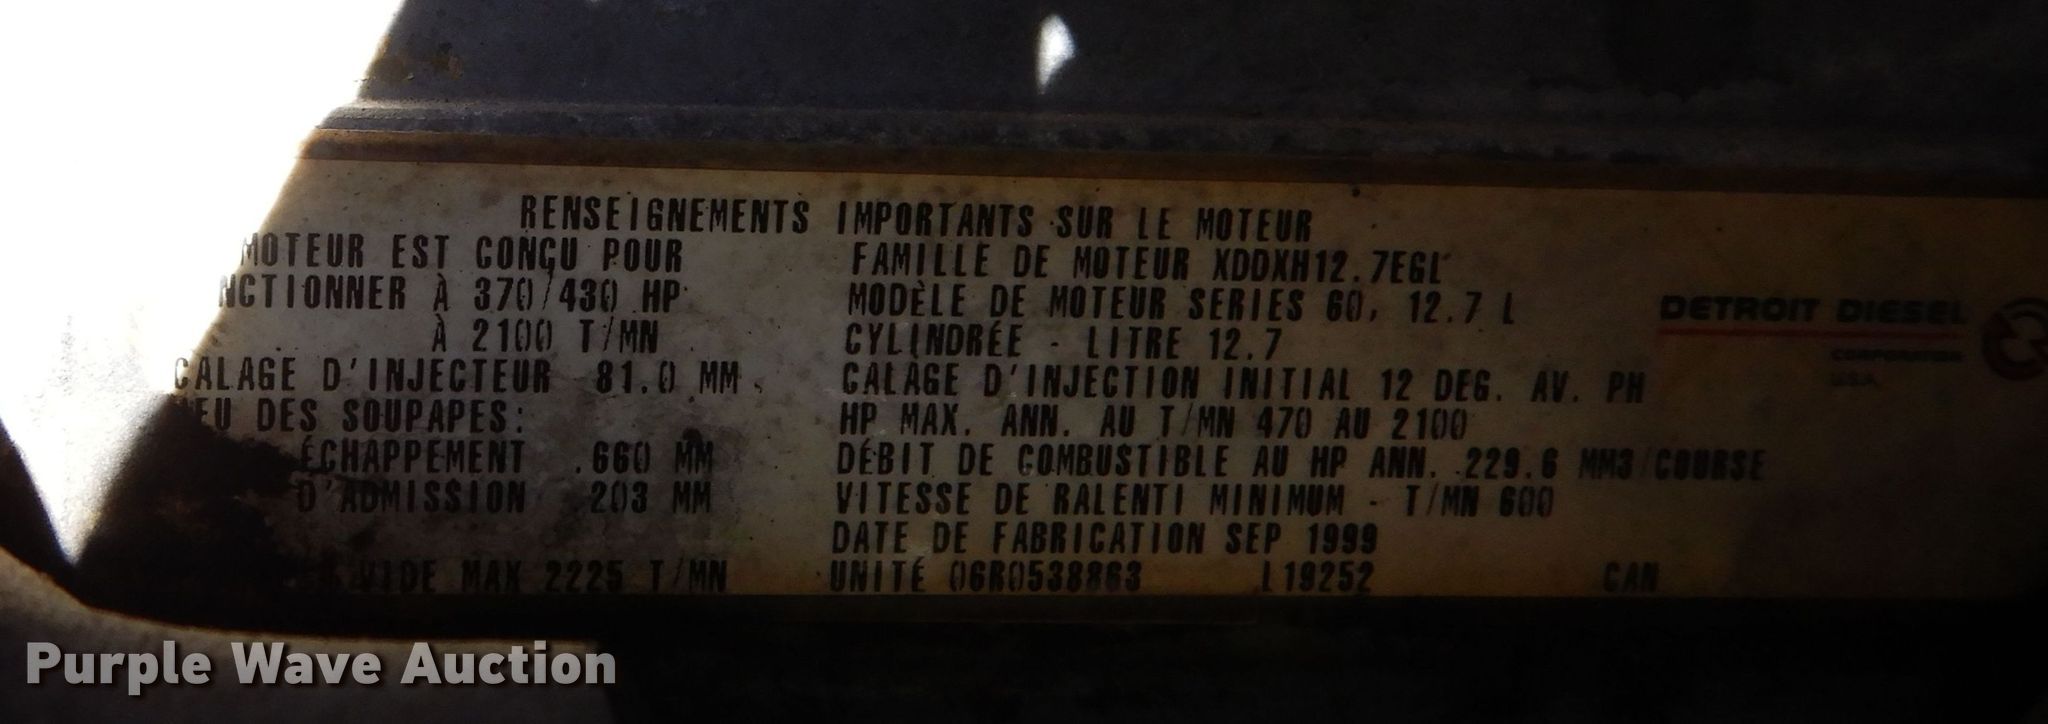 RENSEIGNEMENTS IMPORTANTS SUR LE MOTEUR
MOTEUR EST CONÇU POUR
NCTIONNER À 370/430 HP
À 2100 T/MN
CALAGE D'INJECTEUR 81.0 MM
EU DES SOUPAPES:
ÉCHAPPEMENT .660 MM
D'ADMISSION .203 MM
VIDE MAX 2225 T/MN
FAMILLE DE MOTEUR XDDXH12.7EGL
MODÈLE DE MOTEUR SERIES 60, 12.7 L
CYLINDRÉE - LITRE 12.7
CALAGE D'INJECTION INITIAL 12 DEG. AV. PH
HP MAX. ANN. AU T/MN 470 AU 2100
DÉBIT DE COMBUSTIBLE AU HP ANN. 229.6 MM3/COURSE
VITESSE DE RALENTI MINIMUM - T/MN 600
DATE DE FABRICATION SEP 1999
UNITÉ 06R0538863 L19252 CAN
DETROIT DIESEL
CORPORATION
USA
Purple Wave Auction